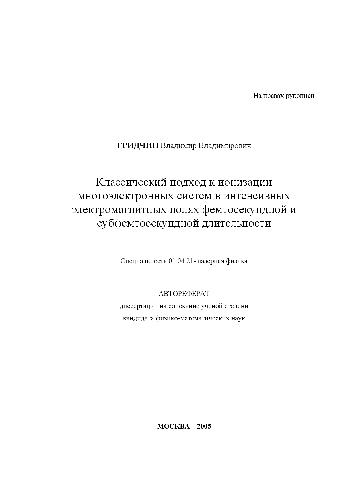 На правах рукописи
ГРИДЧИН Владимир Владимирович
Классический подход к ионизации
многоэлектронных систем в интенсивных
электромагнитных полях фемтосекундной и
субфемтосекундной длительности
Специальность 01.04.21- лазерная физика
АВТОРЕФЕРАТ
диссертации на соискание ученой степени
кандидата физико-математических наук
МОСКВА - 2005